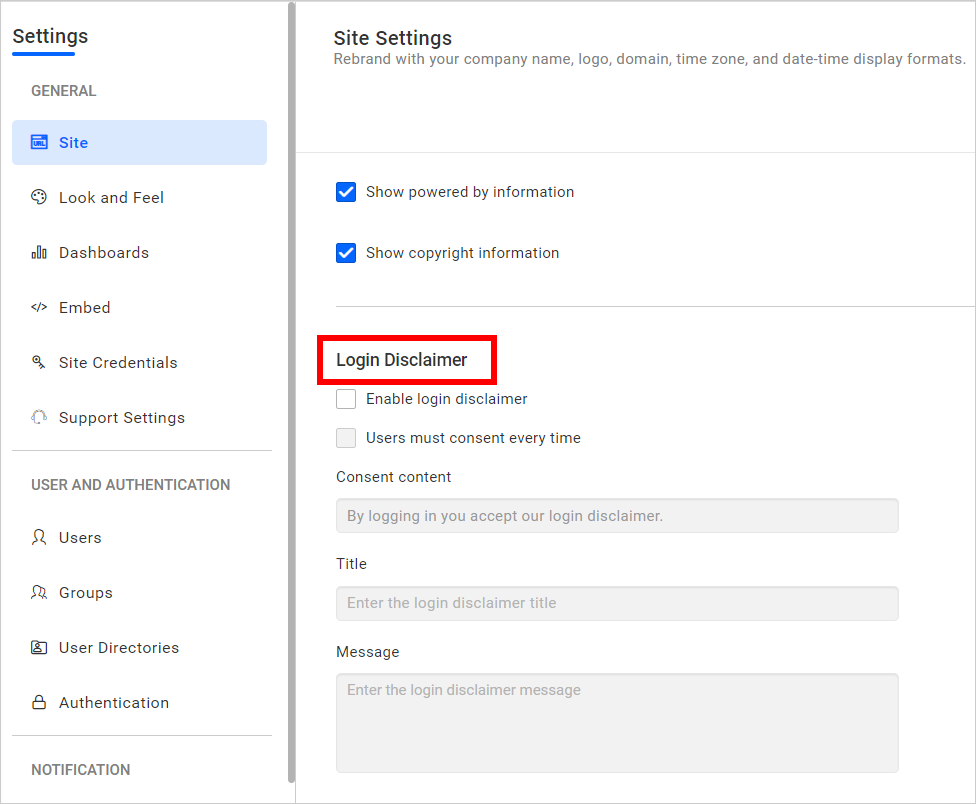 Settings
GENERAL
URL
Site
Look and Feel
Dashboards
</> Embed
Site Credentials
Support Settings
USER AND AUTHENTICATION
Users
Groups
User Directories
Authentication
NOTIFICATION
Site Settings
Rebrand with your company name, logo, domain, time zone, and date-time display formats.
Show powered by information
Show copyright information
Login Disclaimer
Enable login disclaimer
Users must consent every time
Consent content
By logging in you accept our login disclaimer.
Title
Enter the login disclaimer title
Message
Enter the login disclaimer message